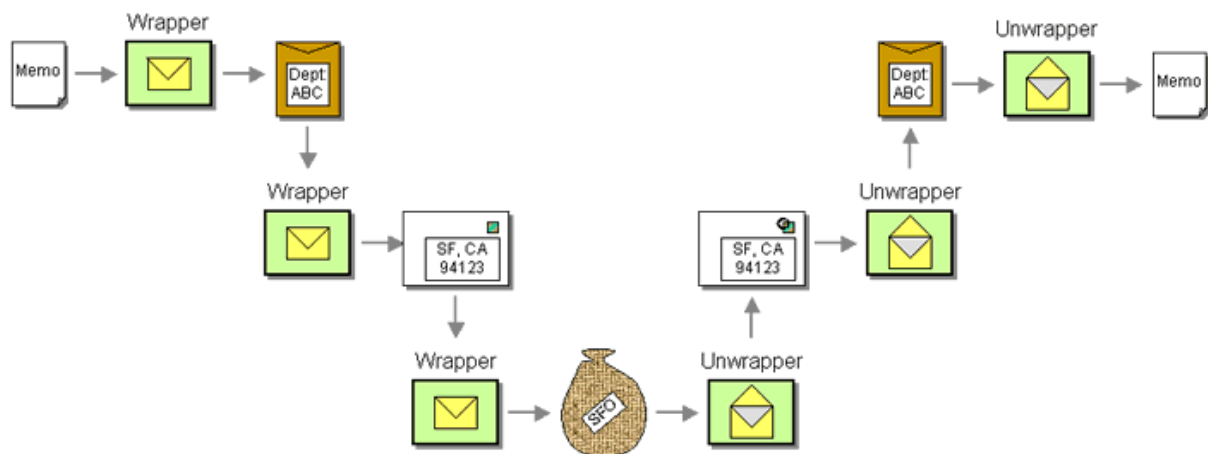 Wrapper
Unwrapper
Memo
Dept:
ABC
Dept:
ABC
Memo
Wrapper
Unwrapper
SF, CA
94123
SF, CA
94123
Wrapper
Unwrapper
SFO